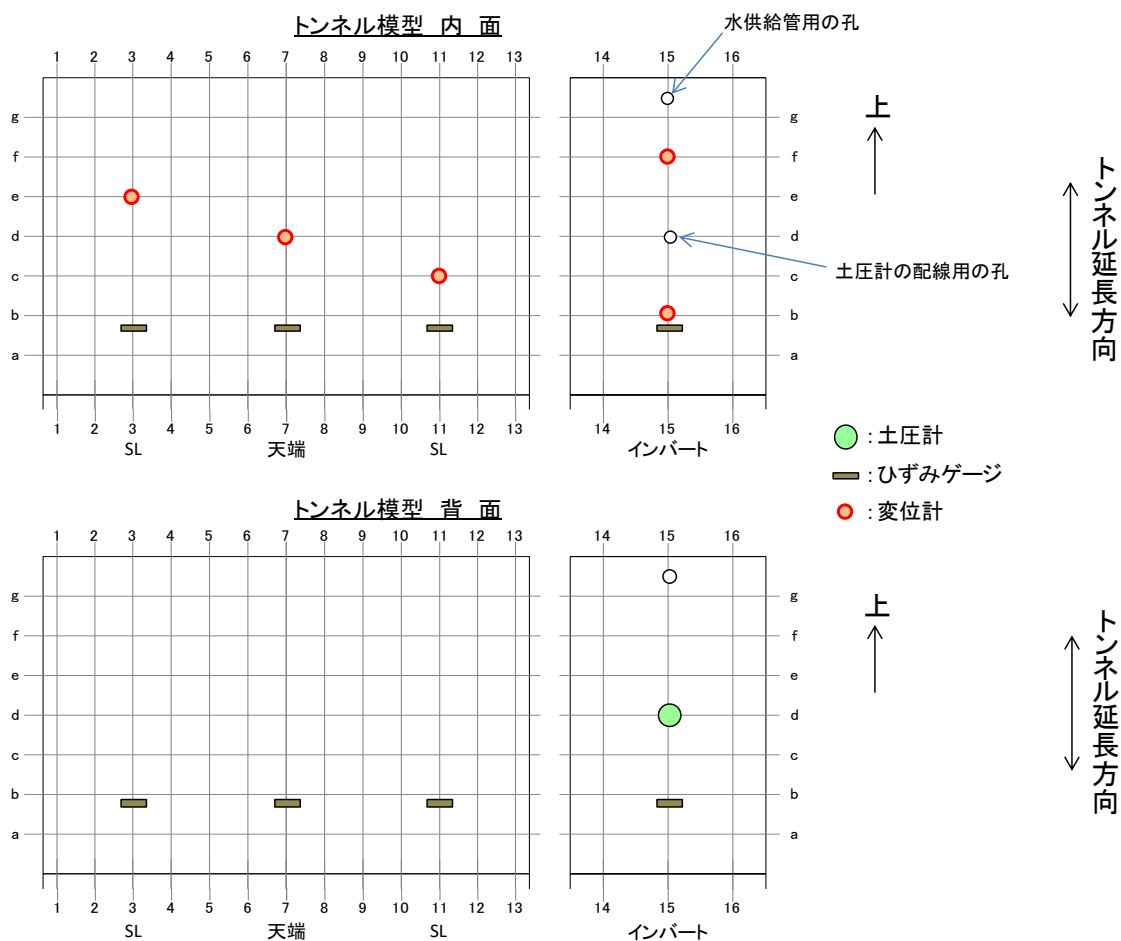 トンネル模型 内 面
水供給管用の孔
1 2 3 4 5 6 7 8 9 10 11 12 13
14 15 16
g g
f f
e e
d d
c c
b b
a a
上
トンネル延長方向
土圧計の配線用の孔
1 2 3 4 5 6 7 8 9 10 11 12 13
14 15 16
SL 天端 SL
インバート
:土圧計
:ひずみゲージ
:変位計
トンネル模型 背 面
1 2 3 4 5 6 7 8 9 10 11 12 13
14 15 16
g g
f f
e e
d d
c c
b b
a a
上
トンネル延長方向
1 2 3 4 5 6 7 8 9 10 11 12 13
14 15 16
SL 天端 SL
インバート